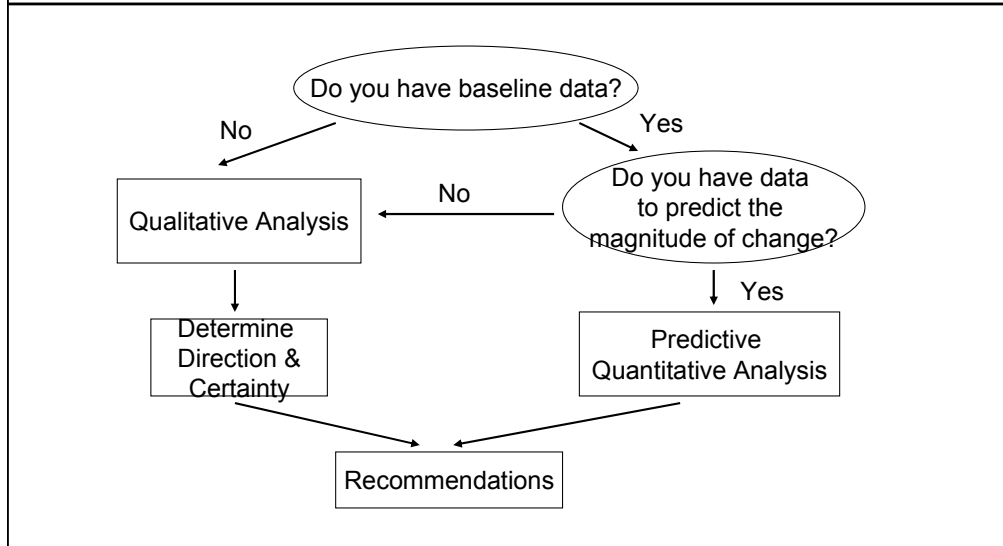 Do you have baseline data?
No
Yes
Do you have data
to predict the
magnitude of change?
No
Qualitative Analysis
Yes
Determine
Direction &
Certainty
Predictive
Quantitative Analysis
Recommendations